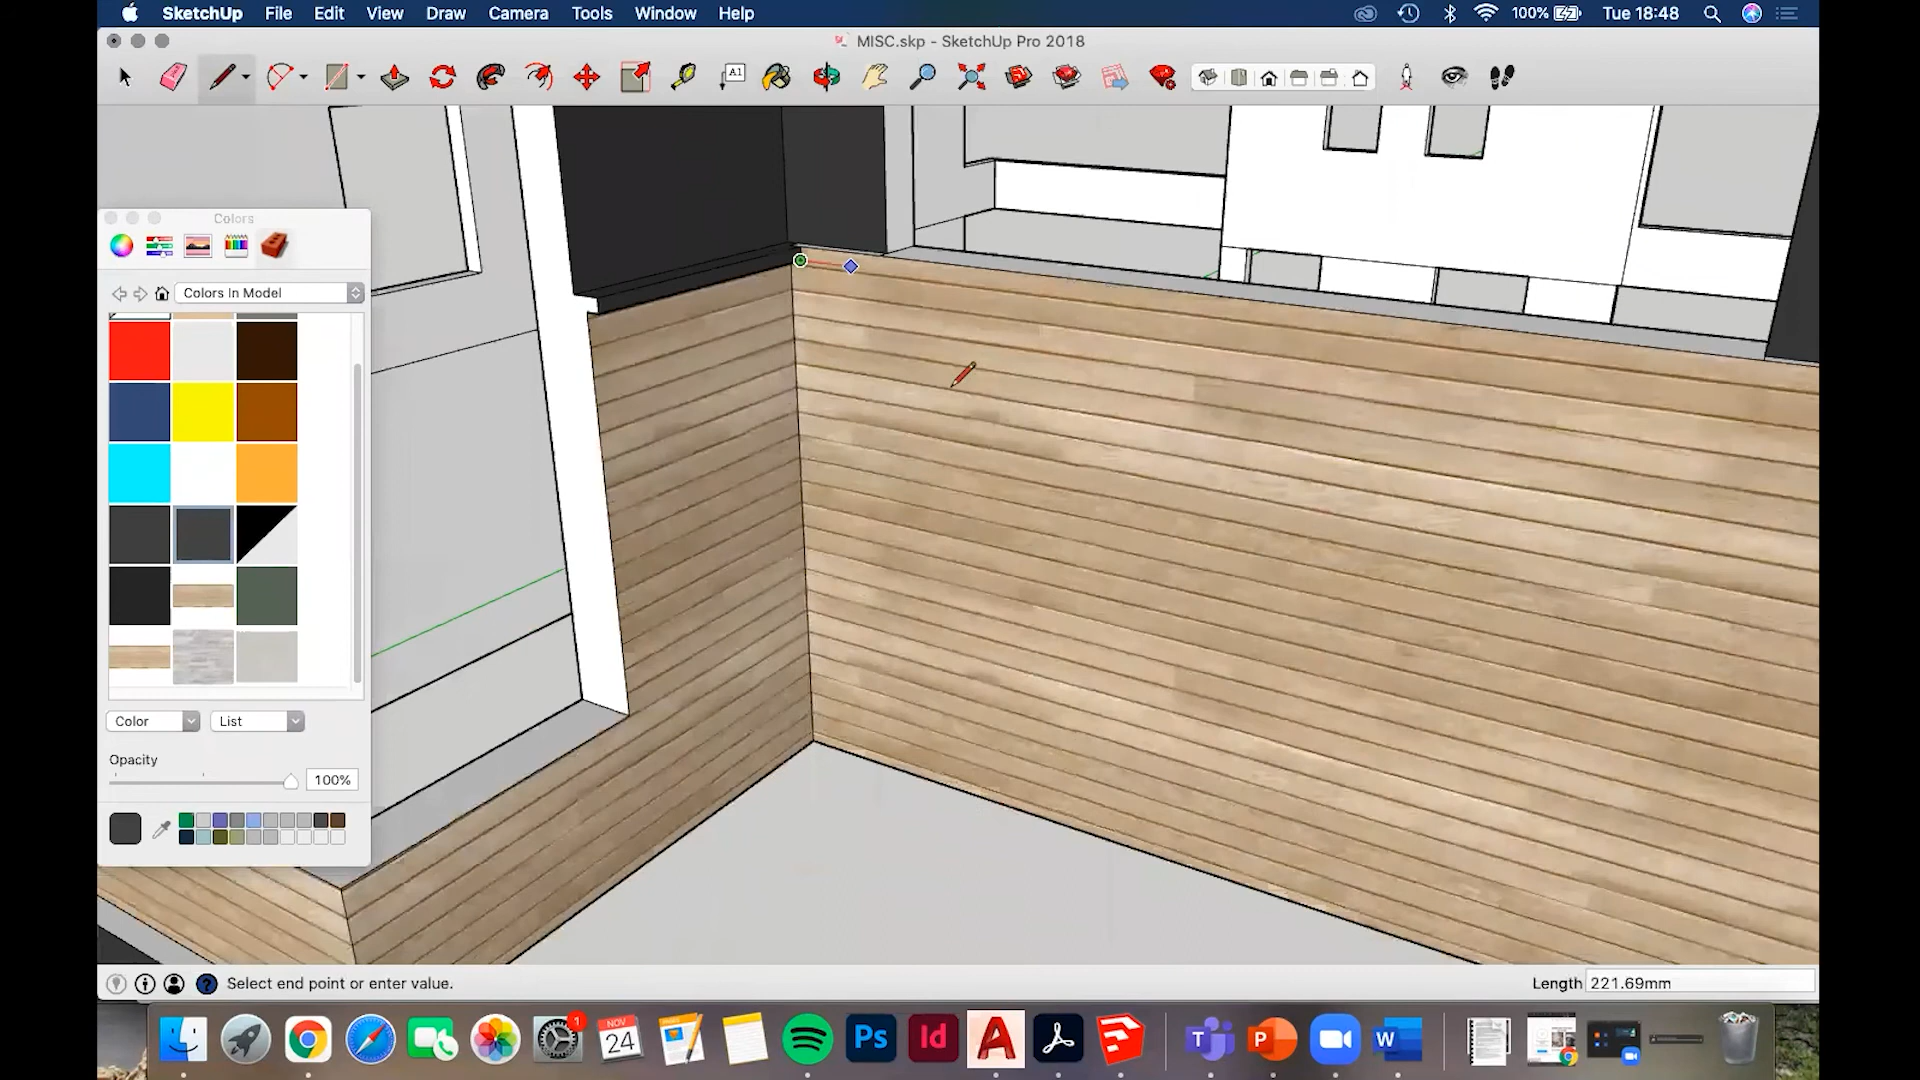 SketchUp File Edit View Draw Camera Tools Window Help 100% Tue 18:48
MISC.skp - SketchUp Pro 2018
A1
Colors
Colors In Model
Color List
Opacity
100%
Select end point or enter value. Length 221.69mm
1 NOV 24 Ps Id T P W